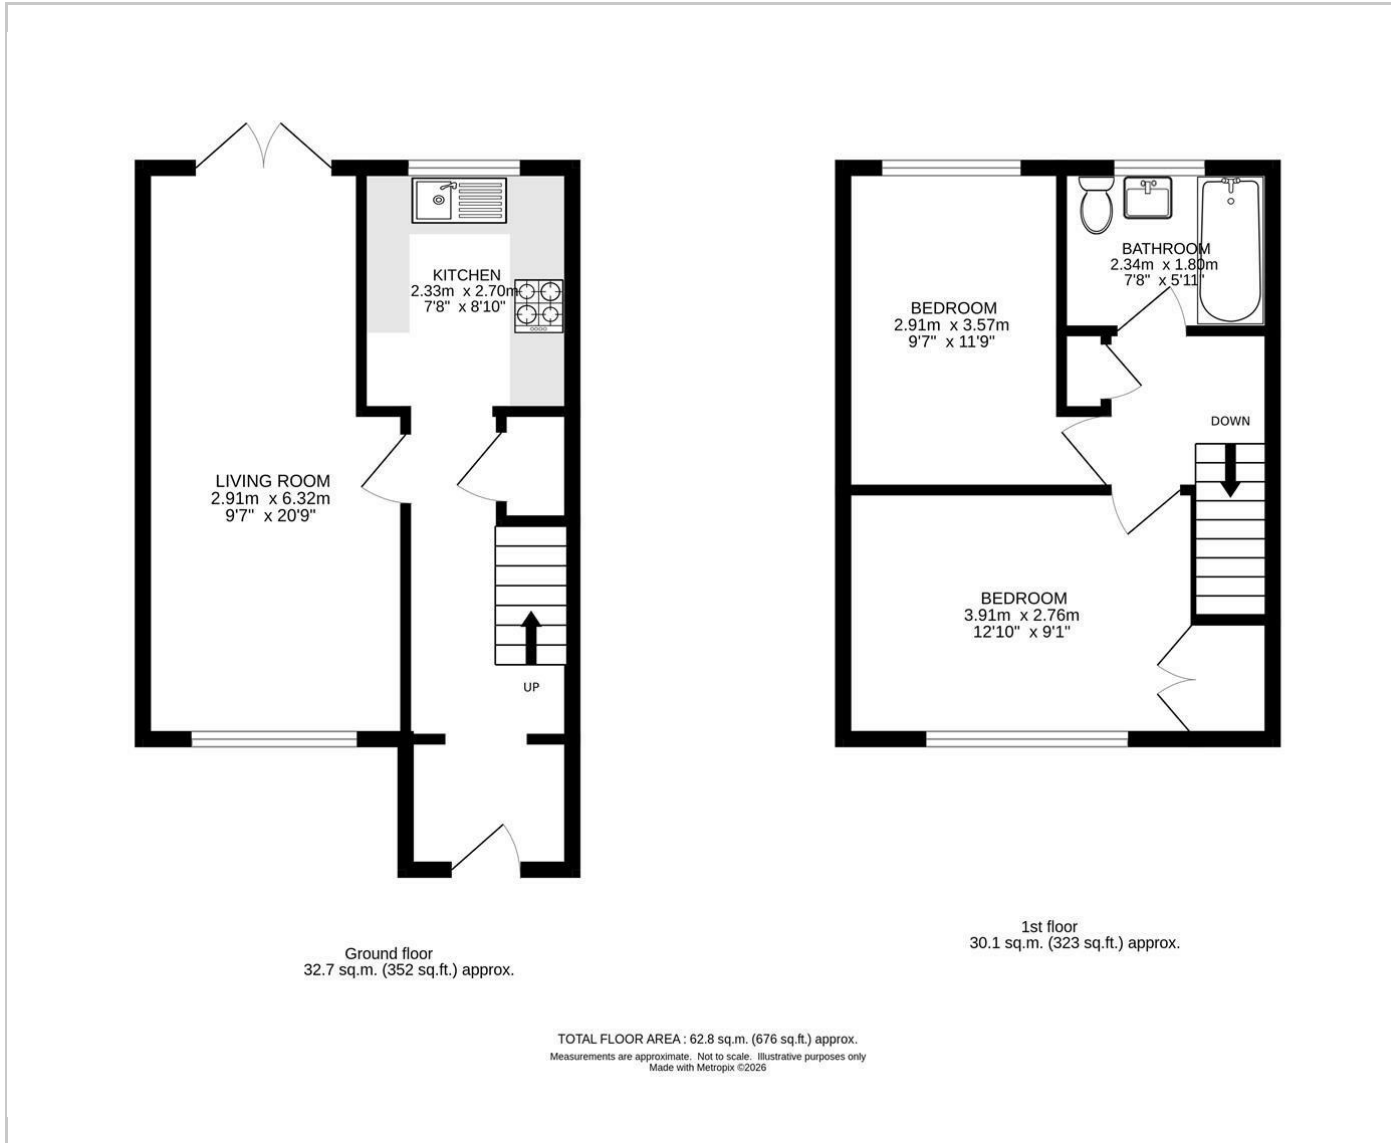 KITCHEN
2.33m x 2.70m
7'8" x 8'10"
LIVING ROOM
2.91m x 6.32m
9'7" x 20'9"
UP
Ground floor
32.7 sq.m. (352 sq.ft.) approx.
BATHROOM
2.34m x 1.80m
7'8" x 5'11"
BEDROOM
2.91m x 3.57m
9'7" x 11'9"
DOWN
BEDROOM
3.91m x 2.76m
12'10" x 9'1"
1st floor
30.1 sq.m. (323 sq.ft.) approx.
TOTAL FLOOR AREA : 62.8 sq.m. (676 sq.ft.) approx.
Measurements are approximate. Not to scale. Illustrative purposes only
Made with Metropix ©2026